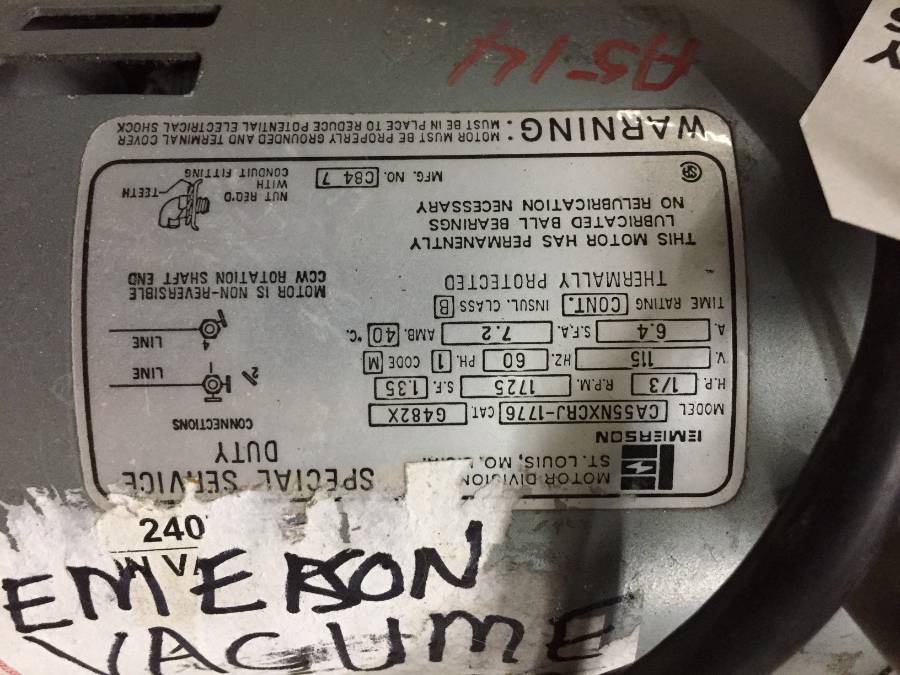 EMERSON
VACUME
240
MOTOR DIVISION
ST. LOUIS, MO.
EMERSON
SPECIAL SERVICE
DUTY
MODEL CA55NXCRJ-1776 CAT. G482X
H.P. 1/3 R.P.M. 1725 S.F. 1.35
V. 115 HZ. 60 PH. 1 CODE M
A. 6.4 S.F.A. 7.2 AMB. 40 °C.
TIME RATING CONT. INSUL. CLASS B
THERMALLY PROTECTED
THIS MOTOR HAS PERMANENTLY
LUBRICATED BALL BEARINGS
NO RELUBRICATION NECESSARY
MFG. NO. C84 7
CONNECTIONS
2 LINE
4 LINE
MOTOR IS NON-REVERSIBLE
CCW ROTATION SHAFT END
TEETH
NUT REQ'D
WITH
CONDUIT FITTING
WARNING: MOTOR MUST BE PROPERLY GROUNDED AND TERMINAL COVER
MUST BE IN PLACE TO REDUCE POTENTIAL ELECTRICAL SHOCK
A514